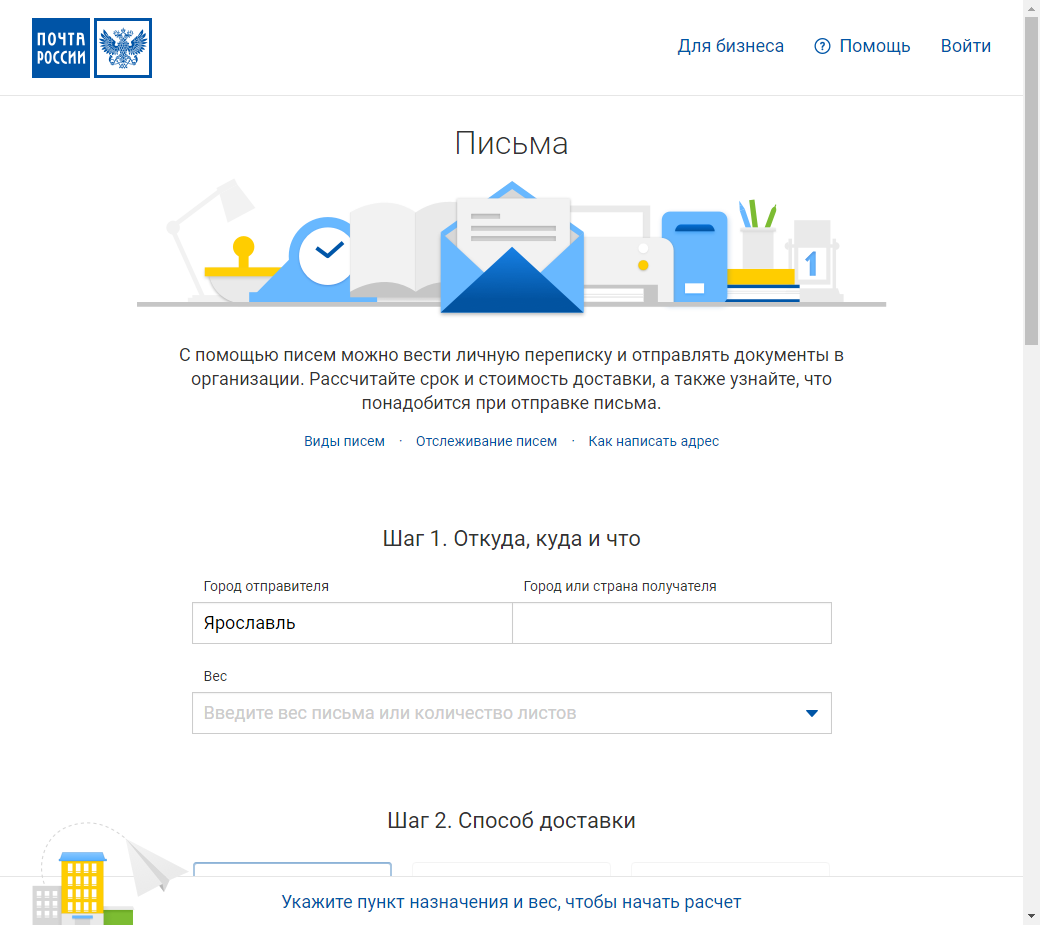 ПОЧТА
РОССИИ
Для бизнеса
? Помощь
Войти
Письма
1
С помощью писем можно вести личную переписку и отправлять документы в
организации. Рассчитайте срок и стоимость доставки, а также узнайте, что
понадобится при отправке письма.
Виды писем · Отслеживание писем · Как написать адрес
Шаг 1. Откуда, куда и что
Город отправителя
Город или страна получателя
Ярославль
Вес
Введите вес письма или количество листов
Шаг 2. Способ доставки
Укажите пункт назначения и вес, чтобы начать расчет